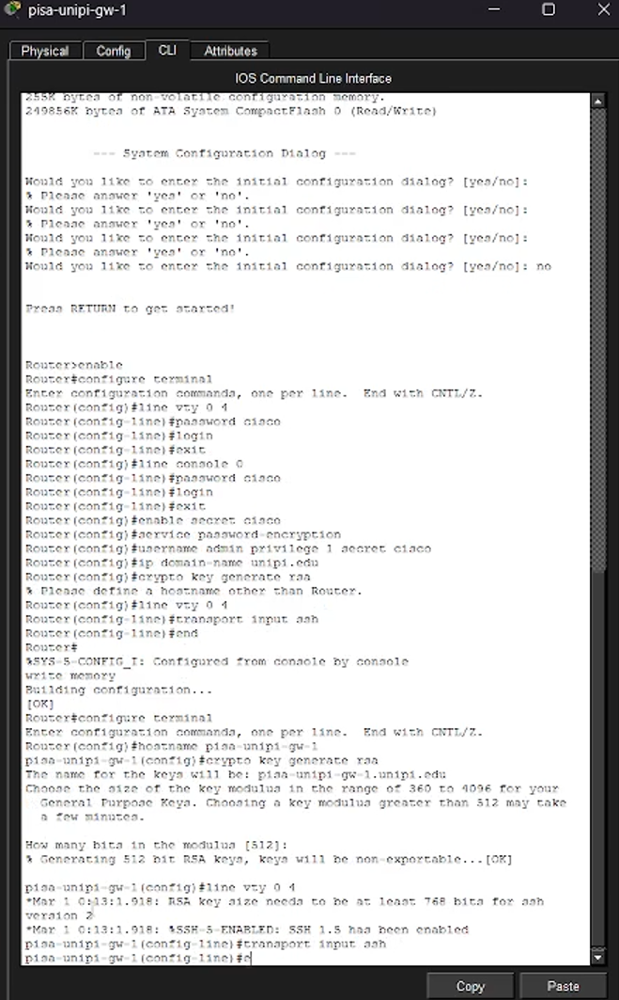 pisa-unipi-gw-1
Physical Config CLI Attributes
IOS Command Line Interface
255K bytes of non-volatile configuration memory.
249856K bytes of ATA System CompactFlash 0 (Read/Write)
--- System Configuration Dialog ---
Would you like to enter the initial configuration dialog? [yes/no]:
% Please answer 'yes' or 'no'.
Would you like to enter the initial configuration dialog? [yes/no]:
% Please answer 'yes' or 'no'.
Would you like to enter the initial configuration dialog? [yes/no]:
% Please answer 'yes' or 'no'.
Would you like to enter the initial configuration dialog? [yes/no]: no
Press RETURN to get started!
Router>enable
Router#configure terminal
Enter configuration commands, one per line.  End with CNTL/Z.
Router(config)#line vty 0 4
Router(config-line)#password cisco
Router(config-line)#login
Router(config-line)#exit
Router(config)#line console 0
Router(config-line)#password cisco
Router(config-line)#login
Router(config-line)#exit
Router(config)#enable secret cisco
Router(config)#service password-encryption
Router(config)#username admin privilege 1 secret cisco
Router(config)#ip domain-name unipi.edu
Router(config)#crypto key generate rsa
% Please define a hostname other than Router.
Router(config)#line vty 0 4
Router(config-line)#transport input ssh
Router(config-line)#end
Router#
%SYS-5-CONFIG_I: Configured from console by console
write memory
Building configuration...
[OK]
Router#configure terminal
Enter configuration commands, one per line.  End with CNTL/Z.
Router(config)#hostname pisa-unipi-gw-1
pisa-unipi-gw-1(config)#crypto key generate rsa
The name for the keys will be: pisa-unipi-gw-1.unipi.edu
Choose the size of the key modulus in the range of 360 to 4096 for your
General Purpose Keys. Choosing a key modulus greater than 512 may take
a few minutes.
How many bits in the modulus [512]:
% Generating 512 bit RSA keys, keys will be non-exportable...[OK]
pisa-unipi-gw-1(config)#line vty 0 4
*Mar 1 0:13:1.918: RSA key size needs to be at least 768 bits for ssh
version 2
*Mar 1 0:13:1.918: %SSH-5-ENABLED: SSH 1.5 has been enabled
pisa-unipi-gw-1(config-line)#transport input ssh
pisa-unipi-gw-1(config-line)#e
Copy Paste